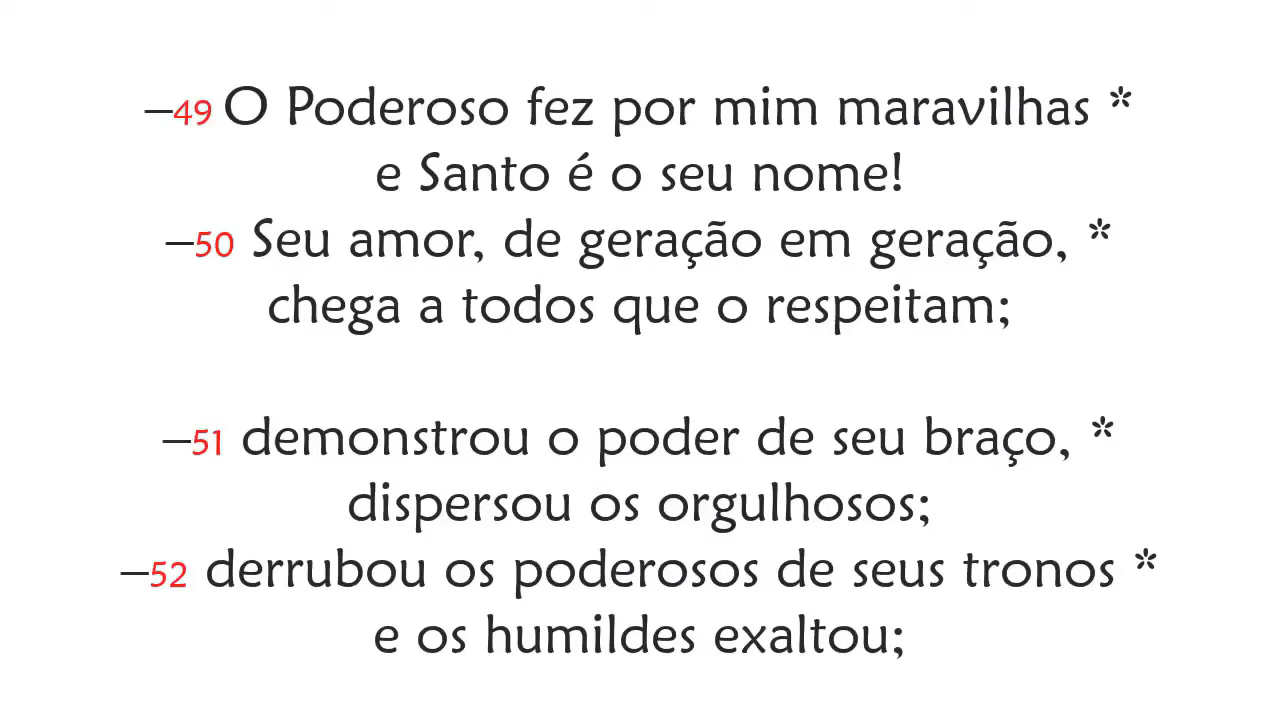 –49 O Poderoso fez por mim maravilhas *
e Santo é o seu nome!
–50 Seu amor, de geração em geração, *
chega a todos que o respeitam;
–51 demonstrou o poder de seu braço, *
dispersou os orgulhosos;
–52 derrubou os poderosos de seus tronos *
e os humildes exaltou;